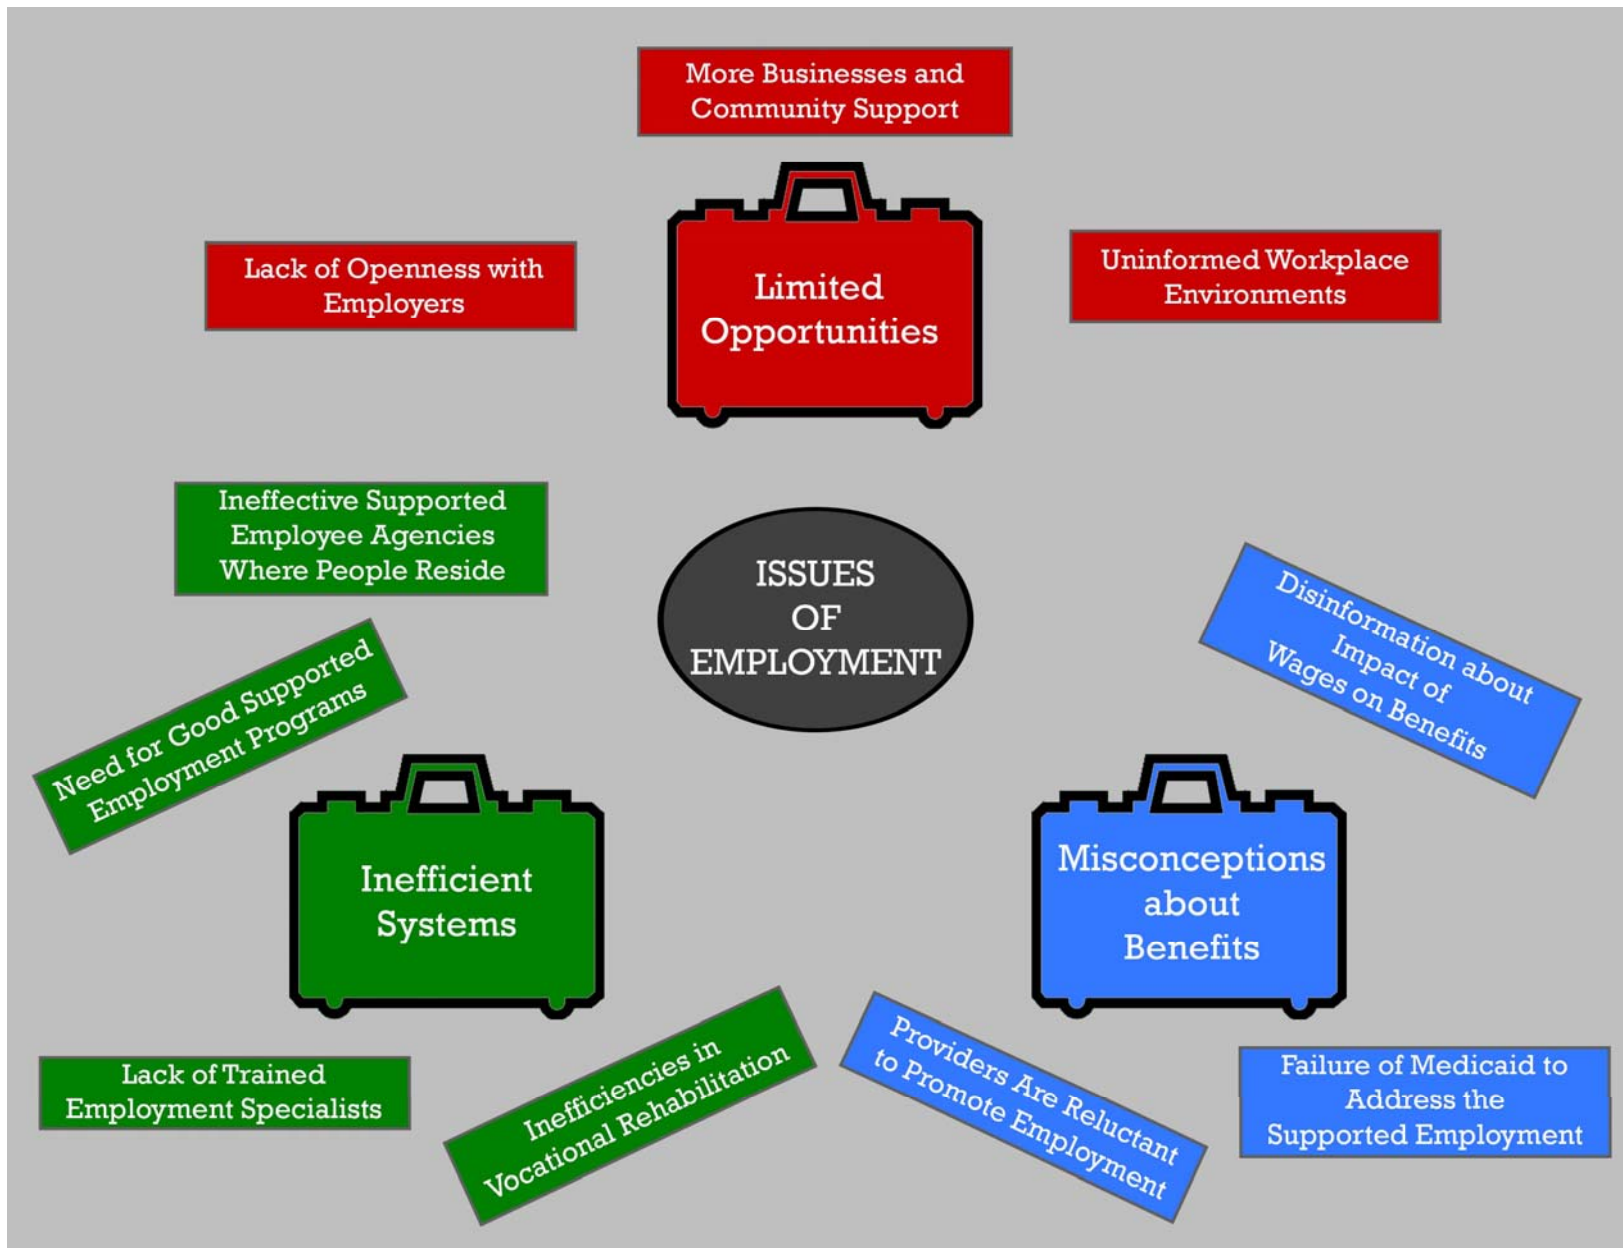 More Businesses and
Community Support
Lack of Openness with
Employers
Limited
Opportunities
Uninformed Workplace
Environments
Ineffective Supported
Employee Agencies
Where People Reside
ISSUES
OF
EMPLOYMENT
Disinformation about
Impact of
Wages on Benefits
Need for Good Supported
Employment Programs
Inefficient
Systems
Misconceptions
about
Benefits
Lack of Trained
Employment Specialists
Inefficiencies in
Vocational Rehabilitation
Providers Are Reluctant
to Promote Employment
Failure of Medicaid to
Address the
Supported Employment